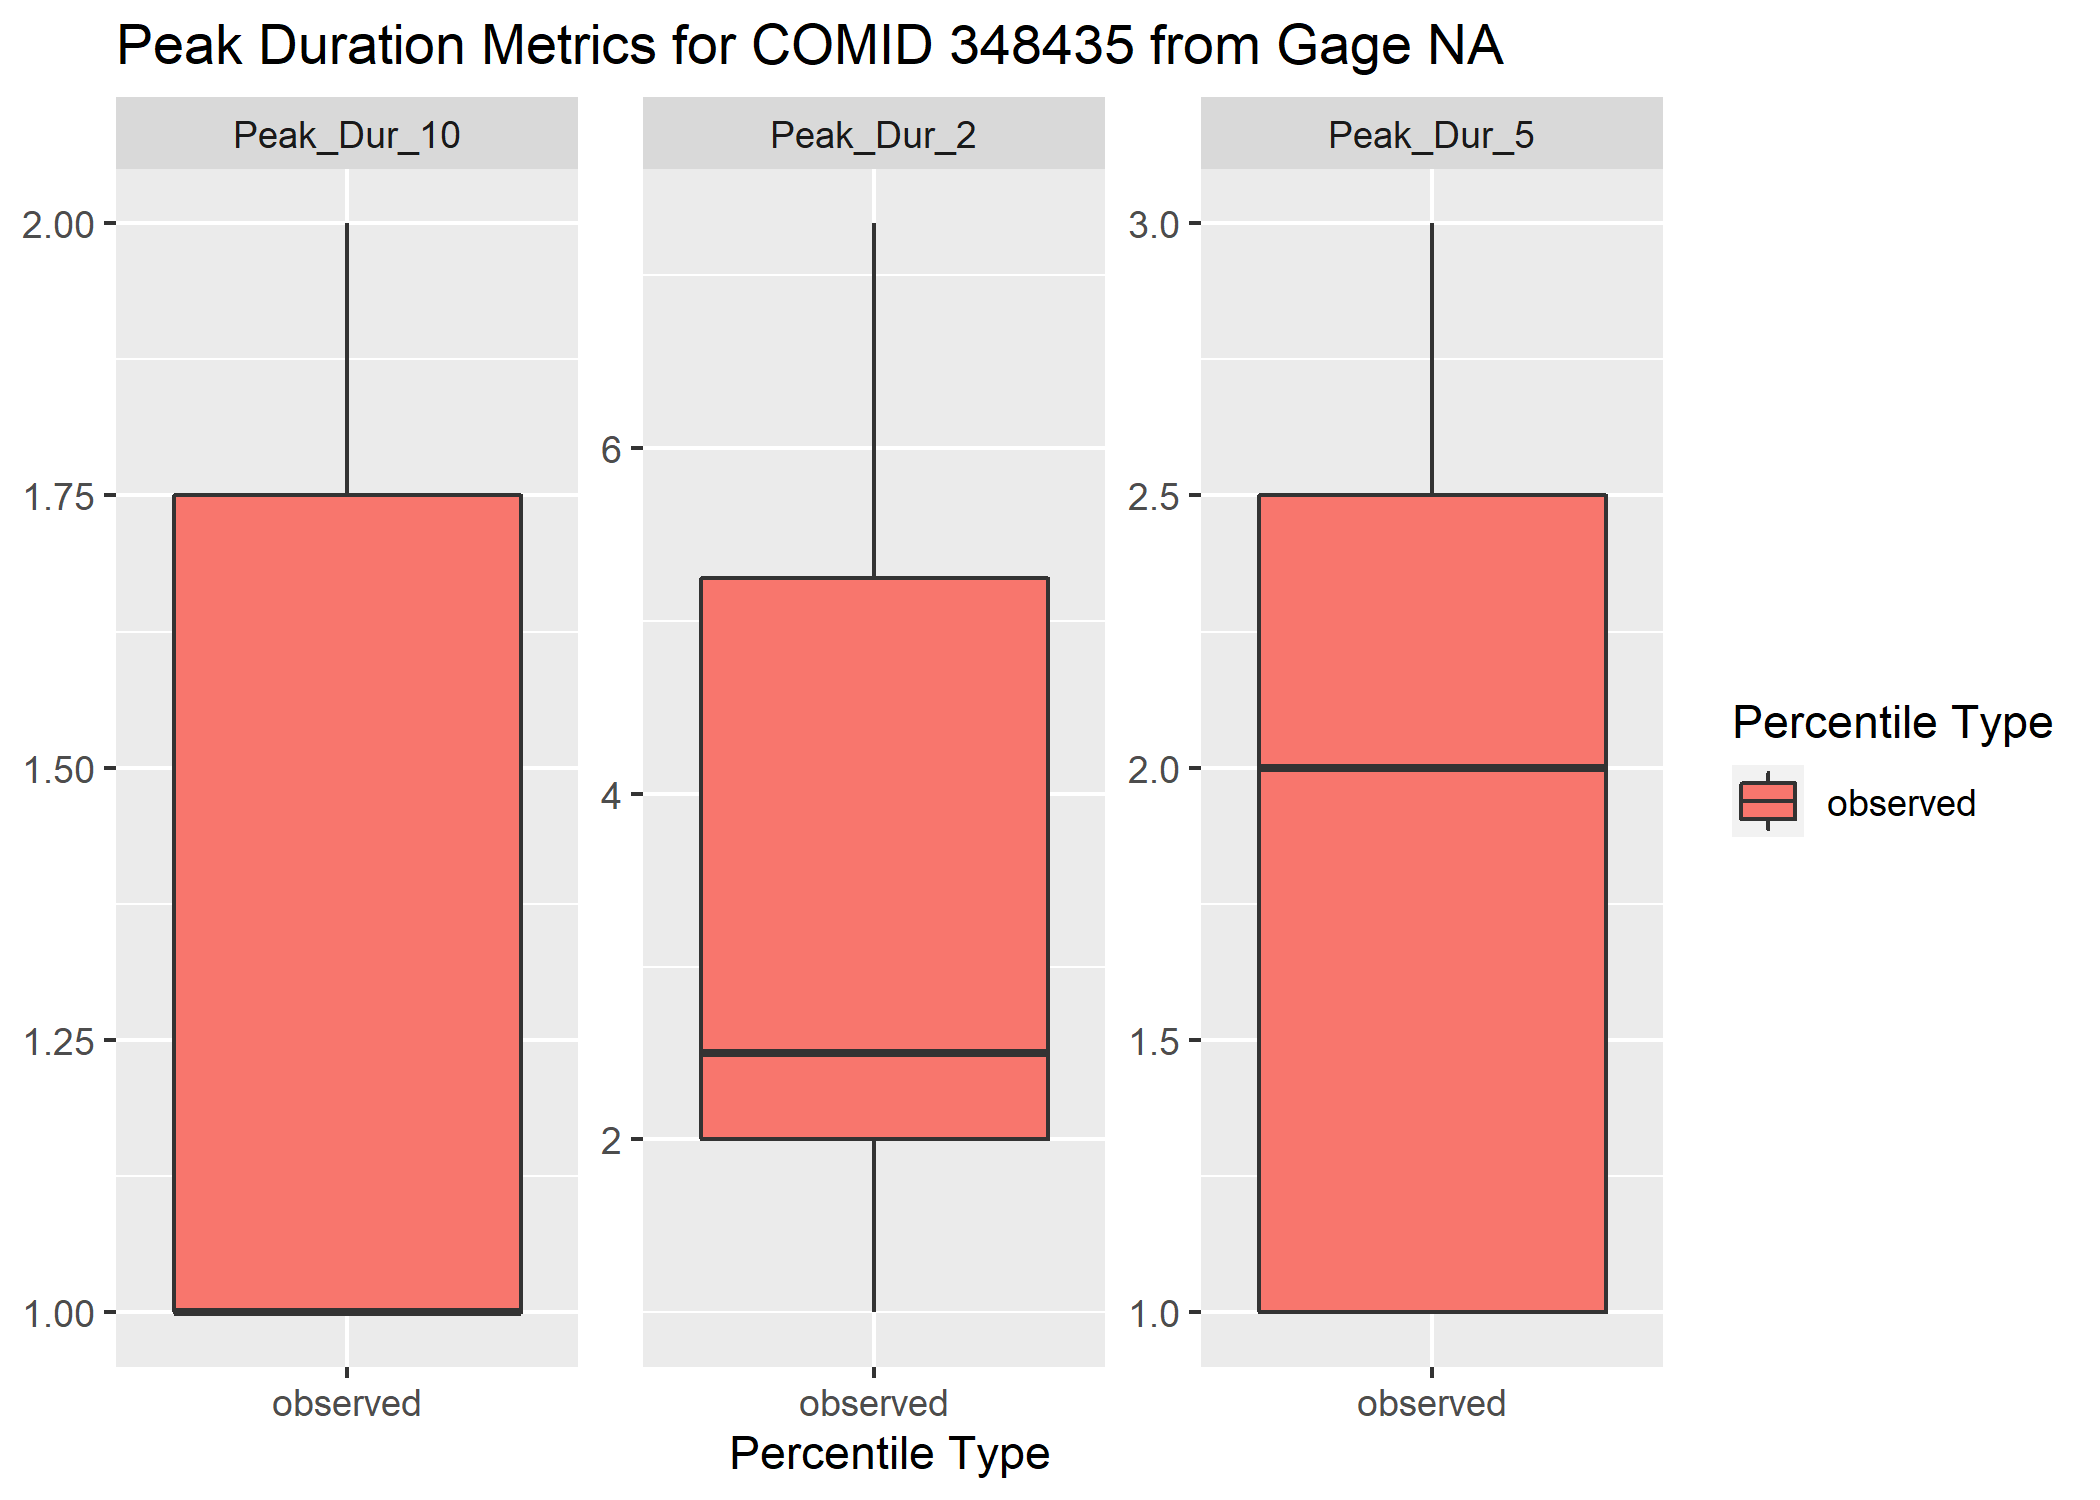 Peak Duration Metrics for COMID 348435 from Gage NA
Peak_Dur_10
Peak_Dur_2
Peak_Dur_5
2.00
1.75
1.50
1.25
1.00
6
4
2
3.0
2.5
2.0
1.5
1.0
observed
observed
observed
Percentile Type
Percentile Type
observed